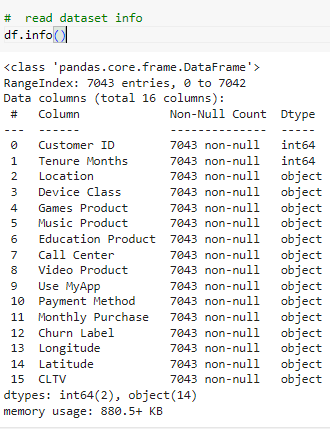 #  read dataset info
df.info()
<class 'pandas.core.frame.DataFrame'>
RangeIndex: 7043 entries, 0 to 7042
Data columns (total 16 columns):
 #   Column             Non-Null Count  Dtype
---  ------             --------------  -----
 0   Customer ID        7043 non-null   int64
 1   Tenure Months      7043 non-null   int64
 2   Location           7043 non-null   object
 3   Device Class       7043 non-null   object
 4   Games Product      7043 non-null   object
 5   Music Product      7043 non-null   object
 6   Education Product  7043 non-null   object
 7   Call Center        7043 non-null   object
 8   Video Product      7043 non-null   object
 9   Use MyApp          7043 non-null   object
 10  Payment Method     7043 non-null   object
 11  Monthly Purchase   7043 non-null   object
 12  Churn Label        7043 non-null   object
 13  Longitude          7043 non-null   object
 14  Latitude           7043 non-null   object
 15  CLTV               7043 non-null   object
dtypes: int64(2), object(14)
memory usage: 880.5+ KB